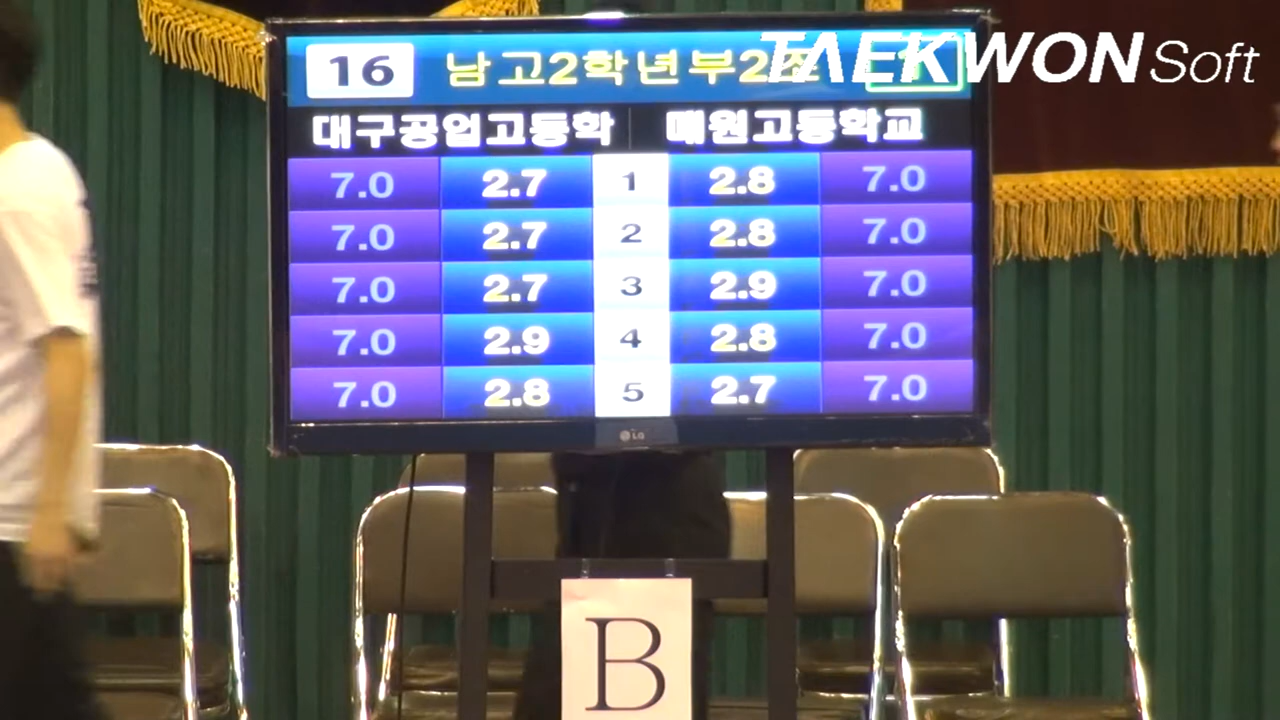 TAEKWON Soft
16 남고2학년부2조
대구공업고등학 매원고등학교
7.0 2.7 1 2.8 7.0
7.0 2.7 2 2.8 7.0
7.0 2.7 3 2.9 7.0
7.0 2.9 4 2.8 7.0
7.0 2.8 5 2.7 7.0
LG
B